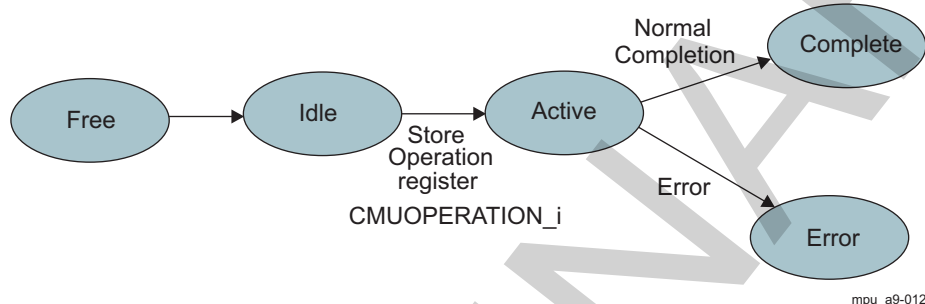 Free
Idle
Store
Operation
register
CMUOPERATION_i
Active
Normal
Completion
Complete
Error
Error
mpu_a9-012